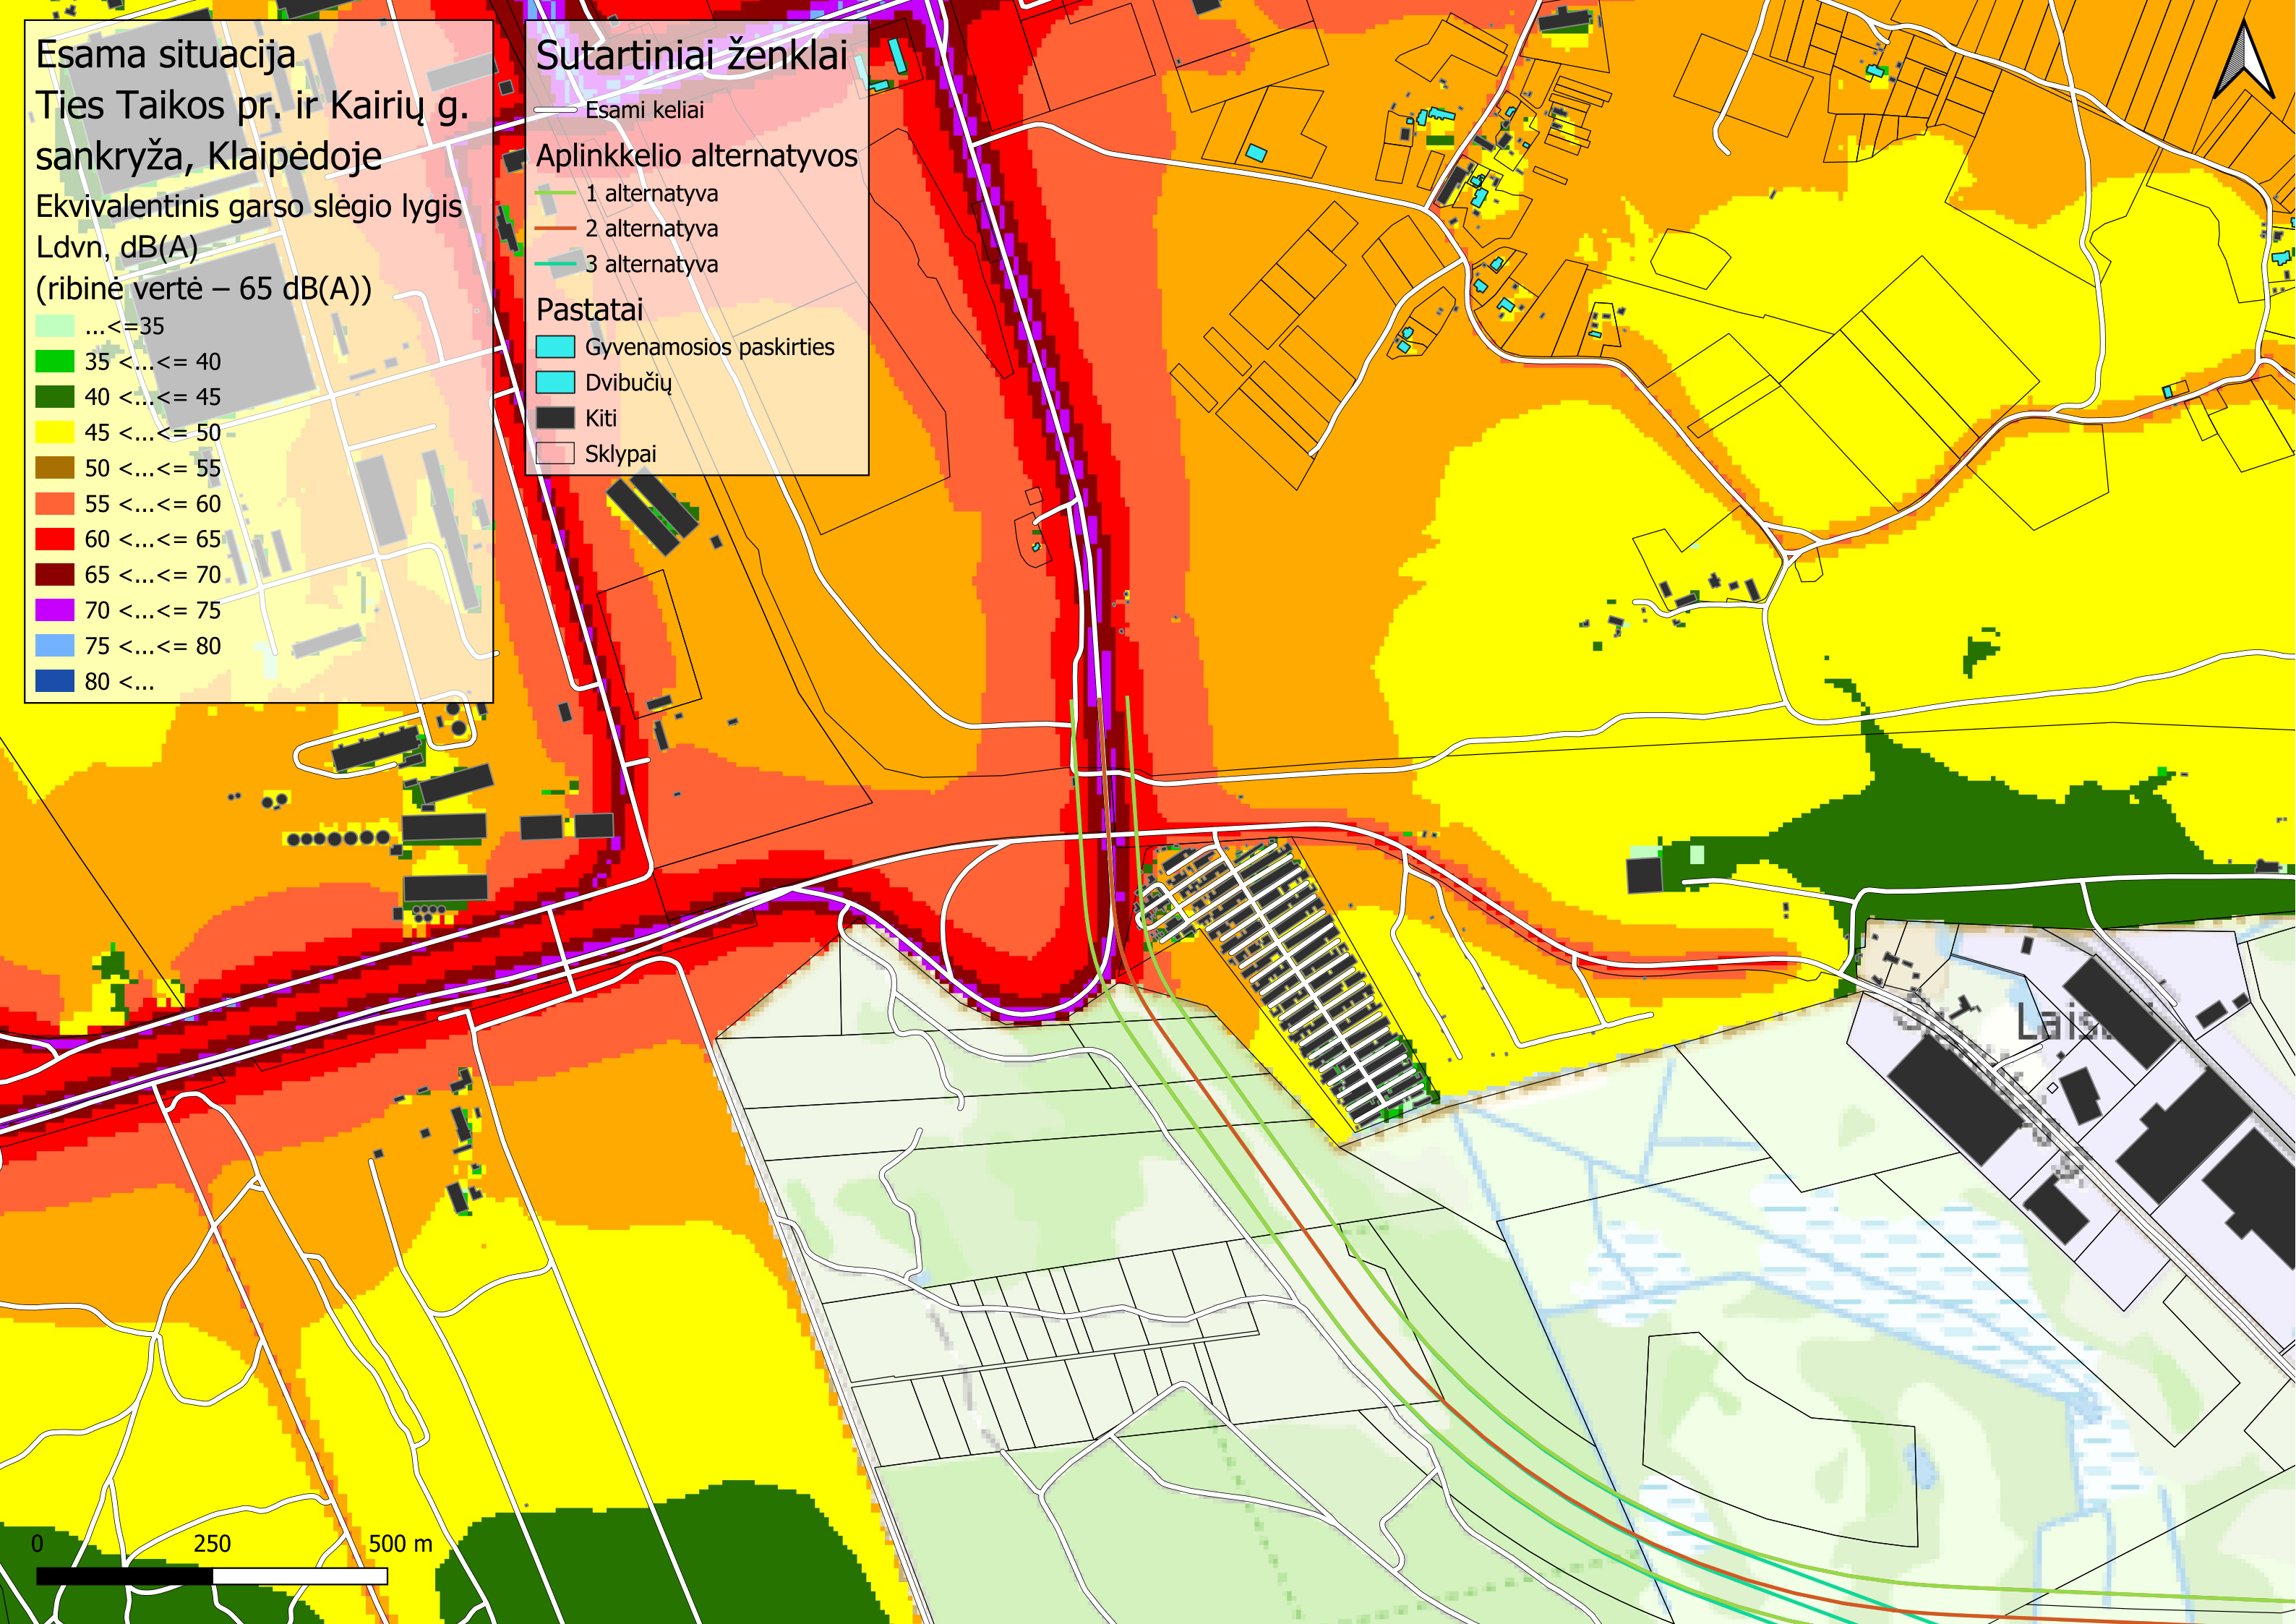 Esama situacija
Ties Taikos pr. ir Kairių g.
sankryža, Klaipėdoje
Ekvivalentinis garso slėgio lygis
Ldvn, dB(A)
(ribinė vertė – 65 dB(A))
...<=35
35 <...<= 40
40 <...<= 45
45 <...<= 50
50 <...<= 55
55 <...<= 60
60 <...<= 65
65 <...<= 70
70 <...<= 75
75 <...<= 80
80 <...
Sutartiniai ženklai
Esami keliai
Aplinkkelio alternatyvos
1 alternatyva
2 alternatyva
3 alternatyva
Pastatai
Gyvenamosios paskirties
Dvibučių
Kiti
Sklypai
0 250 500 m